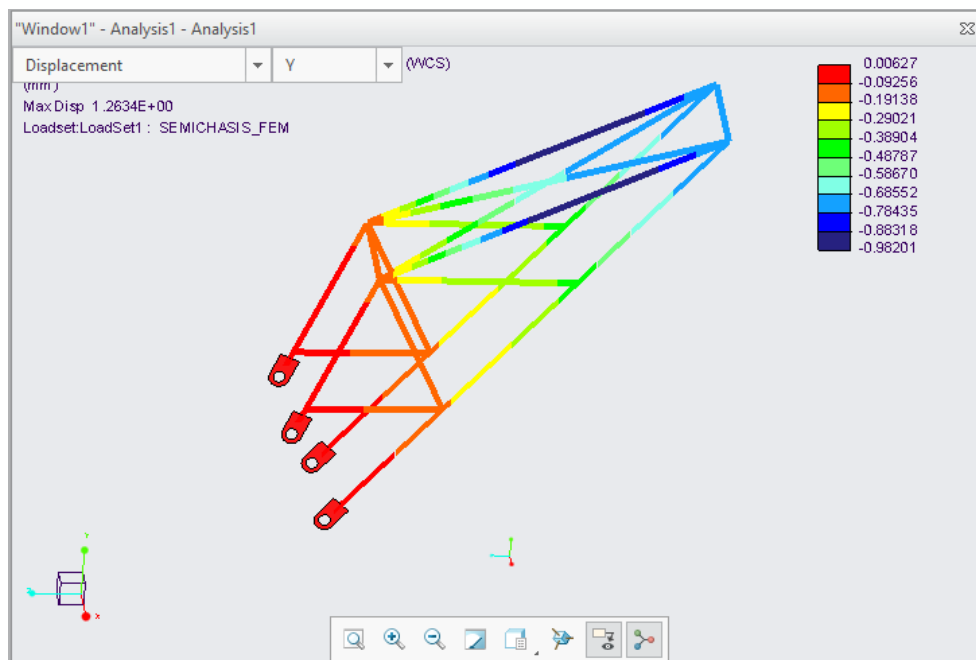 "Window1" - Analysis1 - Analysis1
Displacement Y (WCS)
(mm)
Max Disp 1.2634E+00
Loadset:LoadSet1 : SEMICHASIS_FEM
0.00627
-0.09256
-0.19138
-0.29021
-0.38904
-0.48787
-0.58670
-0.68552
-0.78435
-0.88318
-0.98201
Y
x